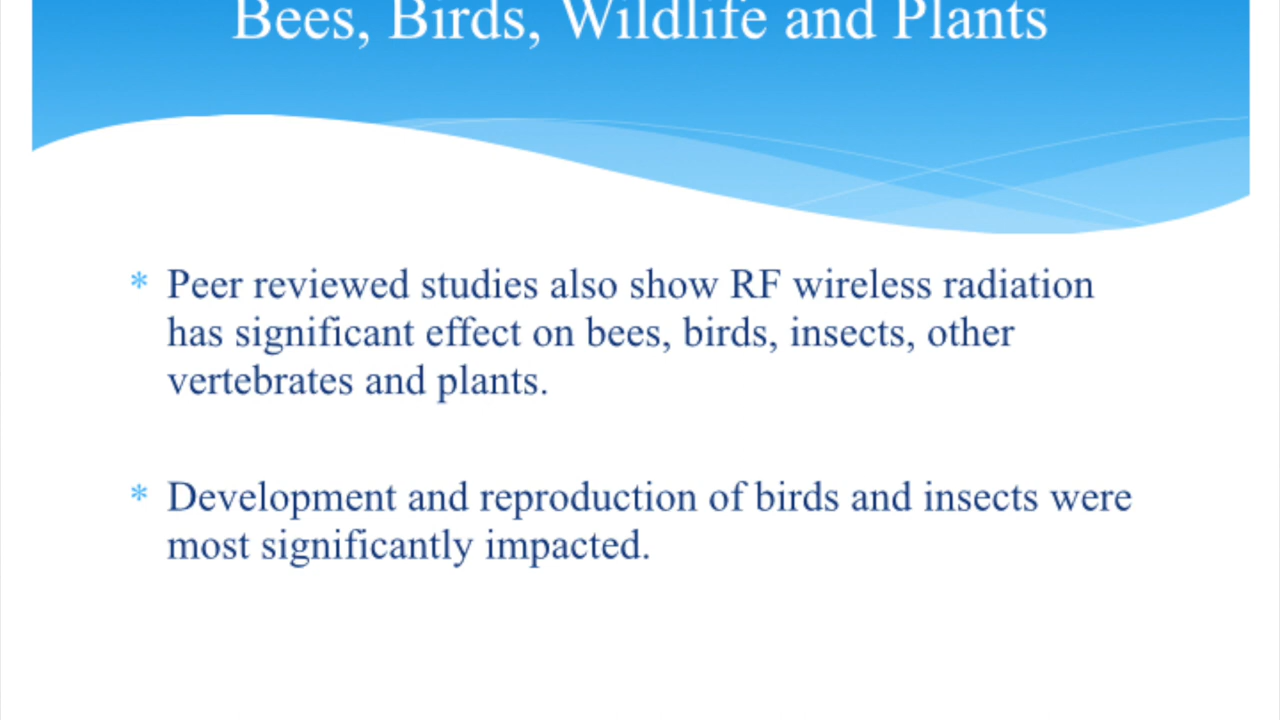 Bees, Birds, Wildlife and Plants
* Peer reviewed studies also show RF wireless radiation
has significant effect on bees, birds, insects, other
vertebrates and plants.
* Development and reproduction of birds and insects were
most significantly impacted.